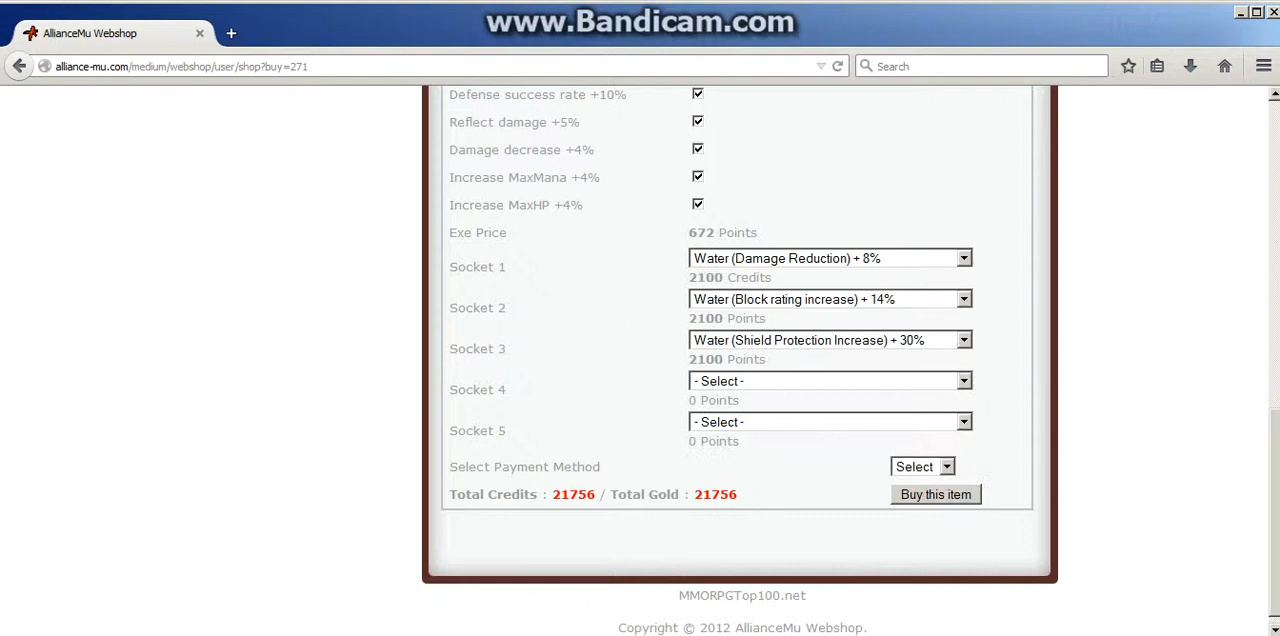 www.Bandicam.com
AllianceMu Webshop
alliance-mu.com/medium/webshop/user/shop?buy=271
Search
Defense success rate +10%
Reflect damage +5%
Damage decrease +4%
Increase MaxMana +4%
Increase MaxHP +4%
Exe Price 672 Points
Socket 1 Water (Damage Reduction) + 8%
2100 Credits
Socket 2 Water (Block rating increase) + 14%
2100 Points
Socket 3 Water (Shield Protection Increase) + 30%
2100 Points
Socket 4 - Select -
0 Points
Socket 5 - Select -
0 Points
Select Payment Method Select
Total Credits : 21756 / Total Gold : 21756 Buy this item
MMORPGTop100.net
Copyright © 2012 AllianceMu Webshop.